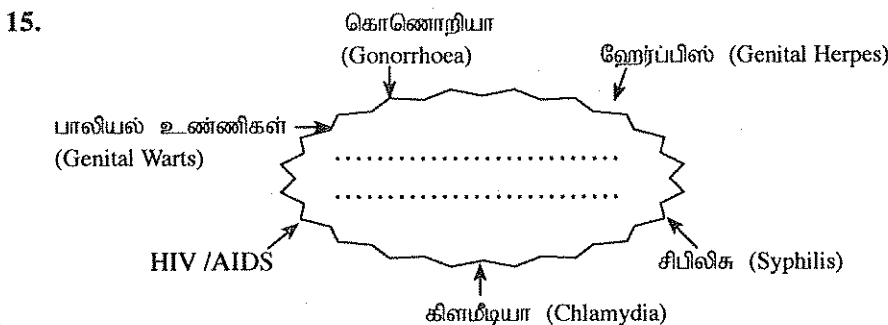 15.
கொணொறியா
(Gonorrhoea)
ஹேர்ப்பிஸ் (Genital Herpes)
பாலியல் உண்ணிகள்
(Genital Warts)
..........................................
..........................................
HIV /AIDS
சிபிலிசு (Syphilis)
கிளமீடியா (Chlamydia)